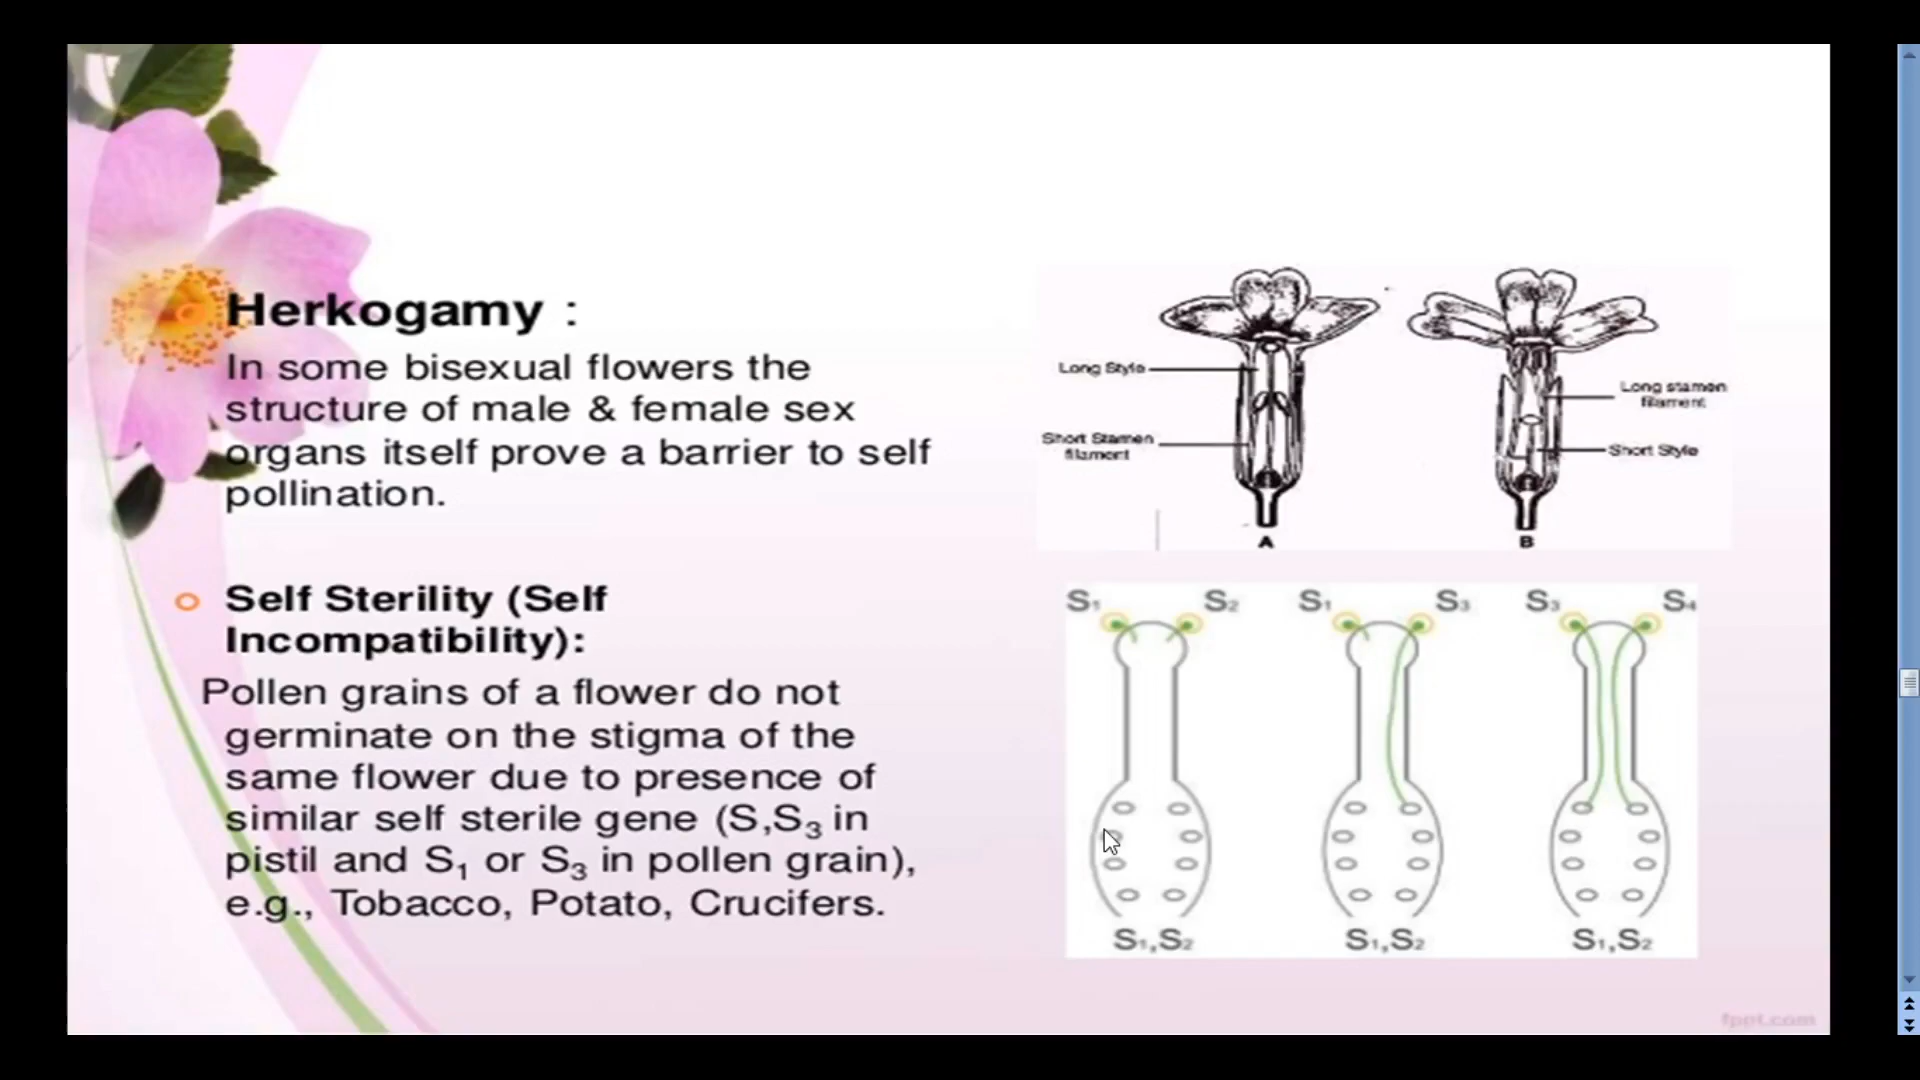 Herkogamy :
In some bisexual flowers the
structure of male & female sex
organs itself prove a barrier to self
pollination.
Self Sterility (Self
Incompatibility):
Pollen grains of a flower do not
germinate on the stigma of the
same flower due to presence of
similar self sterile gene (S,S₃ in
pistil and S₁ or S₃ in pollen grain),
e.g., Tobacco, Potato, Crucifers.
Long Style
Short Stamen
filament
A
Long stamen
filament
Short Style
B
S₁ S₂ S₁ S₃ S₃ S₄
S₁,S₂ S₁,S₂ S₁,S₂
fppt.com